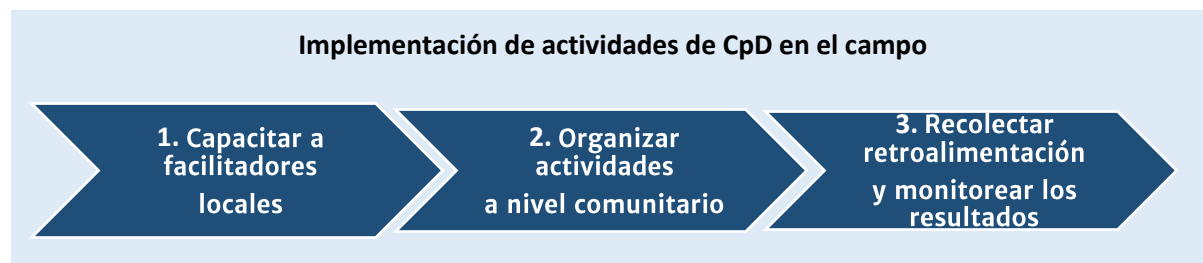 Implementación de actividades de CpD en el campo
1. Capacitar a
facilitadores
locales
2. Organizar
actividades
a nivel comunitario
3. Recolectar
retroalimentación
y monitorear los
resultados